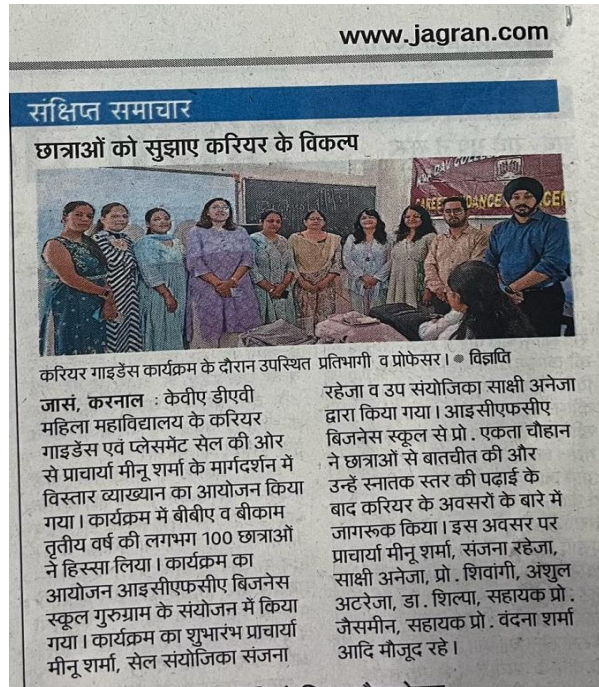 www.jagran.com
संक्षिप्त समाचार
छात्राओं को सुझाए करियर के विकल्प
करियर गाइडेंस कार्यक्रम के दौरान उपस्थित प्रतिभागी व प्रोफेसर। ● विज्ञप्ति
जासं, करनाल : केवीए डीएवी
महिला महाविद्यालय के करियर
गाइडेंस एवं प्लेसमेंट सेल की ओर
से प्राचार्या मीनू शर्मा के मार्गदर्शन में
विस्तार व्याख्यान का आयोजन किया
गया। कार्यक्रम में बीबीए व बीकाम
तृतीय वर्ष की लगभग 100 छात्राओं
ने हिस्सा लिया। कार्यक्रम का
आयोजन आइसीएफसीए बिजनेस
स्कूल गुरुग्राम के संयोजन में किया
गया। कार्यक्रम का शुभारंभ प्राचार्या
मीनू शर्मा, सेल संयोजिका संजना
रहेजा व उप संयोजिका साक्षी अनेजा
द्वारा किया गया। आइसीएफसीए
बिजनेस स्कूल से प्रो. एकता चौहान
ने छात्राओं से बातचीत की और
उन्हें स्नातक स्तर की पढ़ाई के
बाद करियर के अवसरों के बारे में
जागरूक किया। इस अवसर पर
प्राचार्या मीनू शर्मा, संजना रहेजा,
साक्षी अनेजा, प्रो. शिवांगी, अंशुल
अटरेजा, डा. शिल्पा, सहायक प्रो.
जैसमीन, सहायक प्रो. वंदना शर्मा
आदि मौजूद रहे।